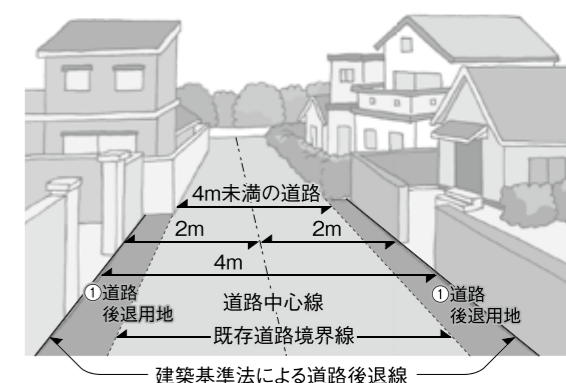 4m未満の道路
2m
2m
4m
①道路
後退用地
道路中心線
①道路
後退用地
既存道路境界線
建築基準法による道路後退線